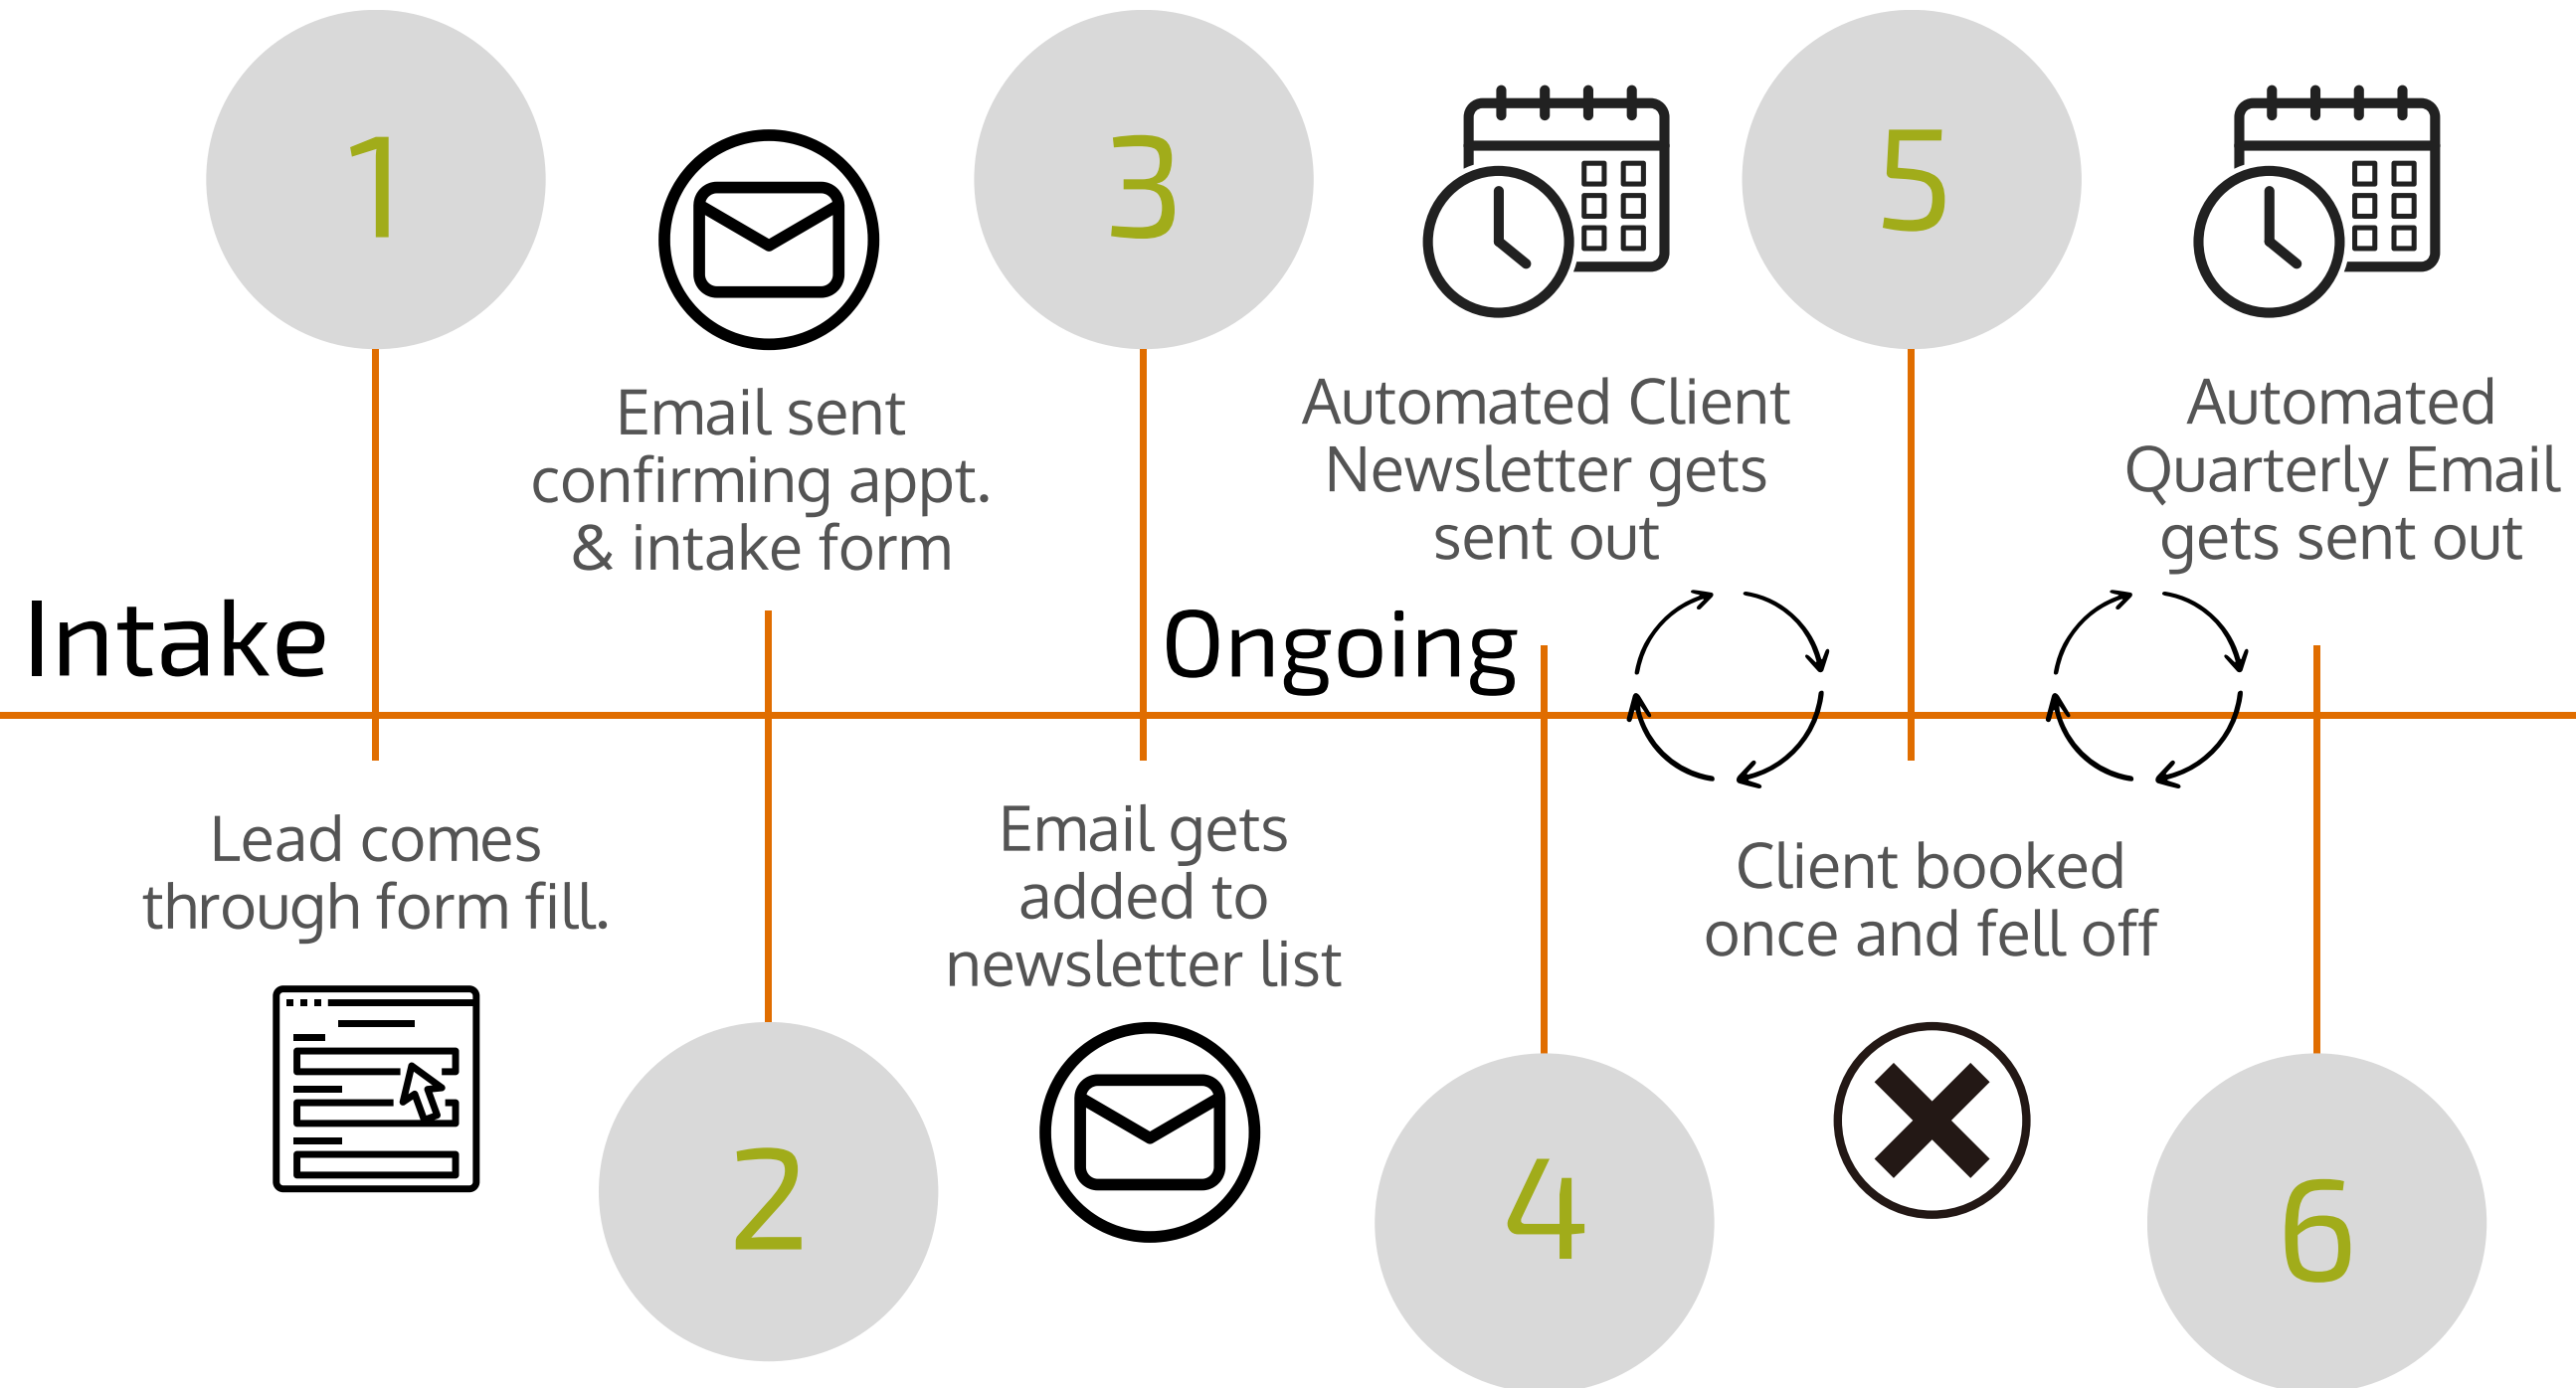 1
Lead comes
through form fill.
2
Email sent
confirming appt.
& intake form
3
Email gets
added to
newsletter list
4
Automated Client
Newsletter gets
sent out
5
Client booked
once and fell off
6
Automated
Quarterly Email
gets sent out
Intake
Ongoing